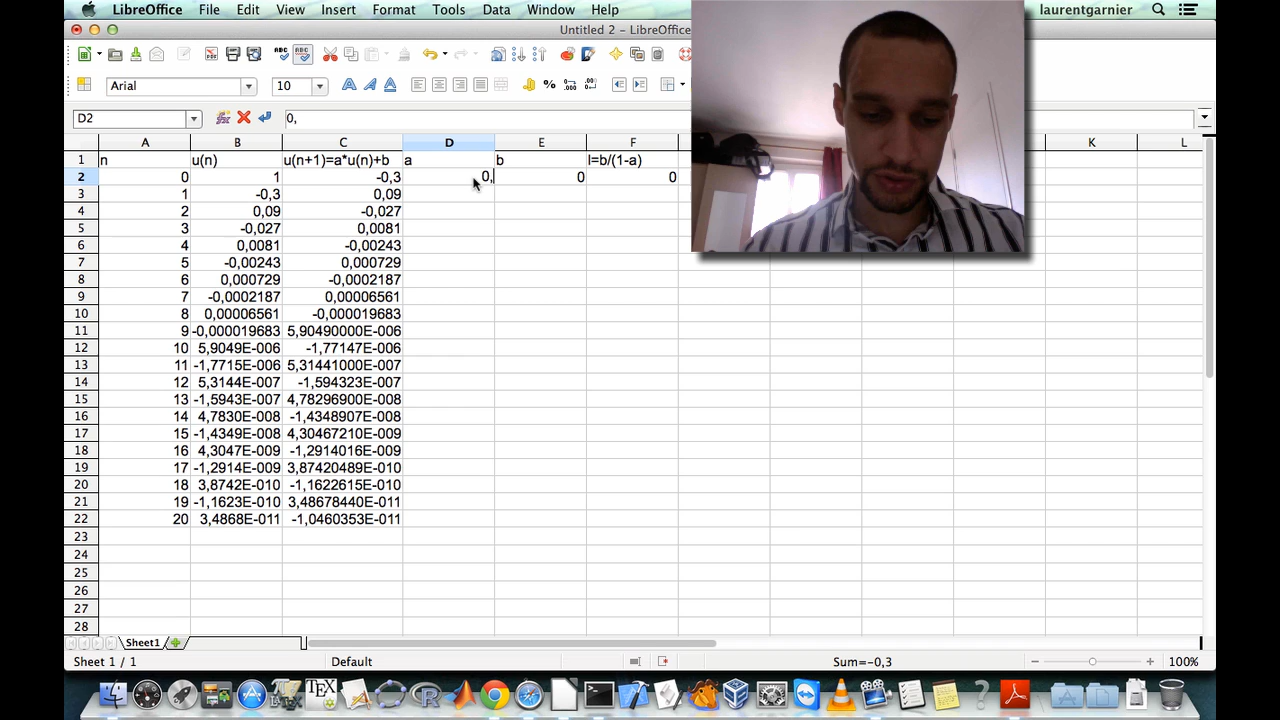 LibreOffice File Edit View Insert Format Tools Data Window Help laurentgarnier
Untitled 2 – LibreOffice
Arial 10
D2 0,
A B C D E F K L
1 n u(n) u(n+1)=a*u(n)+b a b l=b/(1-a)
2 0 1 -0,3 0, 0 0
3 1 -0,3 0,09
4 2 0,09 -0,027
5 3 -0,027 0,0081
6 4 0,0081 -0,00243
7 5 -0,00243 0,000729
8 6 0,000729 -0,0002187
9 7 -0,0002187 0,00006561
10 8 0,00006561 -0,000019683
11 9 -0,000019683 5,90490000E-006
12 10 5,9049E-006 -1,77147E-006
13 11 -1,7715E-006 5,31441000E-007
14 12 5,3144E-007 -1,594323E-007
15 13 -1,5943E-007 4,78296900E-008
16 14 4,7830E-008 -1,4348907E-008
17 15 -1,4349E-008 4,30467210E-009
18 16 4,3047E-009 -1,2914016E-009
19 17 -1,2914E-009 3,87420489E-010
20 18 3,8742E-010 -1,1622615E-010
21 19 -1,1623E-010 3,48678440E-011
22 20 3,4868E-011 -1,0460353E-011
23
24
25
26
27
28
Sheet1
Sheet 1 / 1 Default Sum=-0,3 100%